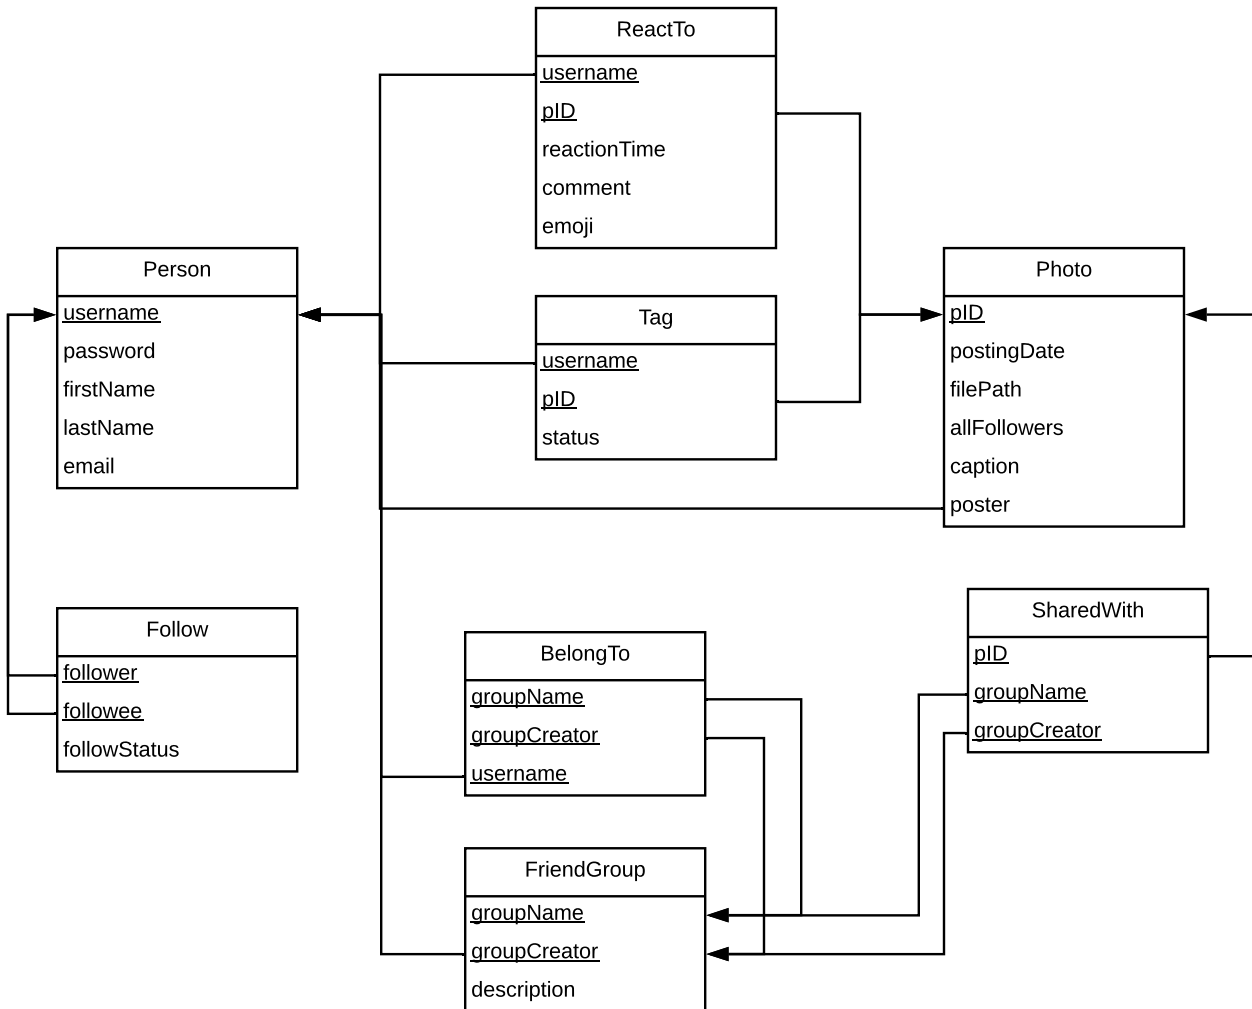 ReactTo
username
pID
reactionTime
comment
emoji
Person
username
password
firstName
lastName
email
Tag
username
pID
status
Photo
pID
postingDate
filePath
allFollowers
caption
poster
Follow
follower
followee
followStatus
BelongTo
groupName
groupCreator
username
SharedWith
pID
groupName
groupCreator
FriendGroup
groupName
groupCreator
description